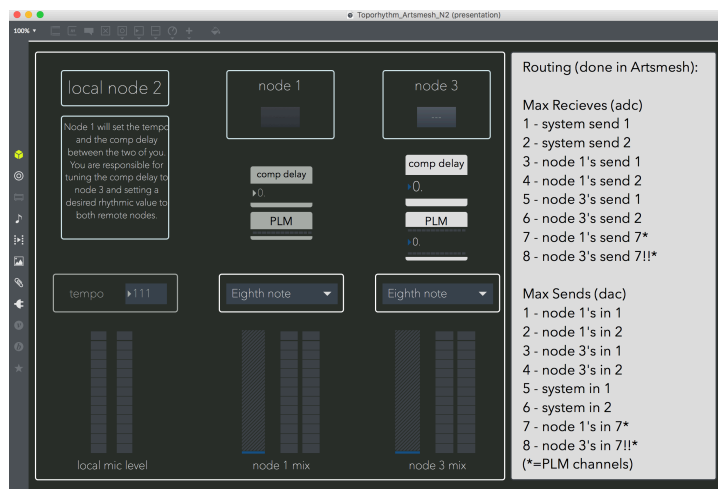 Toporhythm_Artsmesh_N2 (presentation)
100%
local node 2
Node 1 will set the tempo
and the comp delay
between the two of you.
You are responsible for
tuning the comp delay to
node 3 and setting a
desired rhythmic value to
both remote nodes.
node 1
node 3
---
comp delay
0.
PLM
comp delay
0.
PLM
0.
tempo
111
Eighth note
Eighth note
local mic level
node 1 mix
node 3 mix
Routing (done in Artsmesh):
Max Recieves (adc)
1 - system send 1
2 - system send 2
3 - node 1's send 1
4 - node 1's send 2
5 - node 3's send 1
6 - node 3's send 2
7 - node 1's send 7*
8 - node 3's send 7!!*
Max Sends (dac)
1 - node 1's in 1
2 - node 1's in 2
3 - node 3's in 1
4 - node 3's in 2
5 - system in 1
6 - system in 2
7 - node 1's in 7*
8 - node 3's in 7!!*
(*=PLM channels)